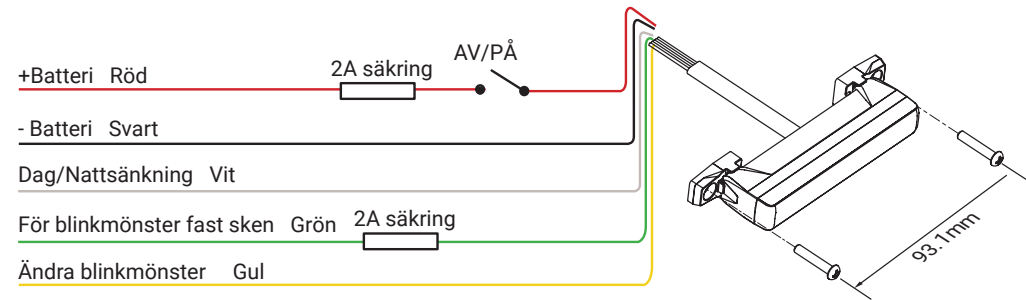 +Batteri Röd
2A säkring
AV/PÅ
- Batteri Svart
Dag/Nattsänkning Vit
För blinkmönster fast sken Grön
2A säkring
Ändra blinkmönster Gul
93.1mm